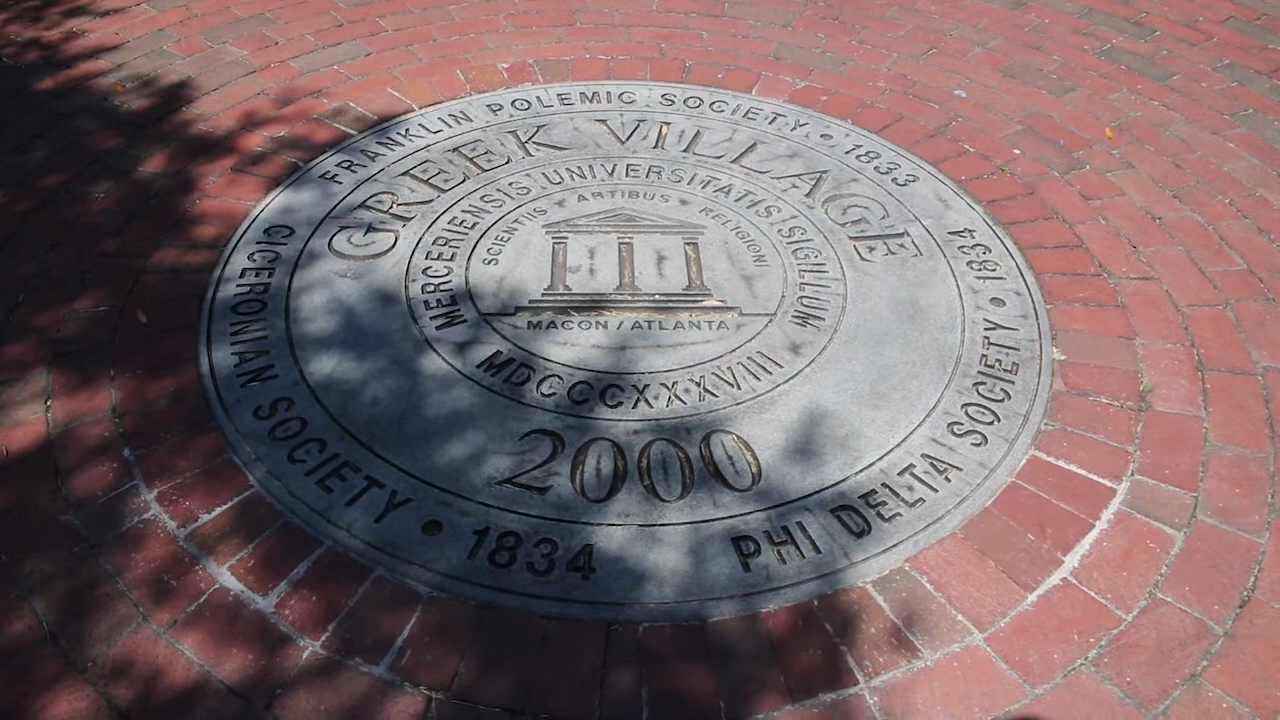 FRANKLIN POLEMIC SOCIETY • 1833
GREEK VILLAGE
MERCERIENSIS UNIVERSITATIS SIGILLUM
SCIENTIIS ARTIBUS RELIGIONI
MACON / ATLANTA
MDCCCXXXVIII
2000
CICERONIAN SOCIETY • 1834
PHI DELTA SOCIETY • 1834